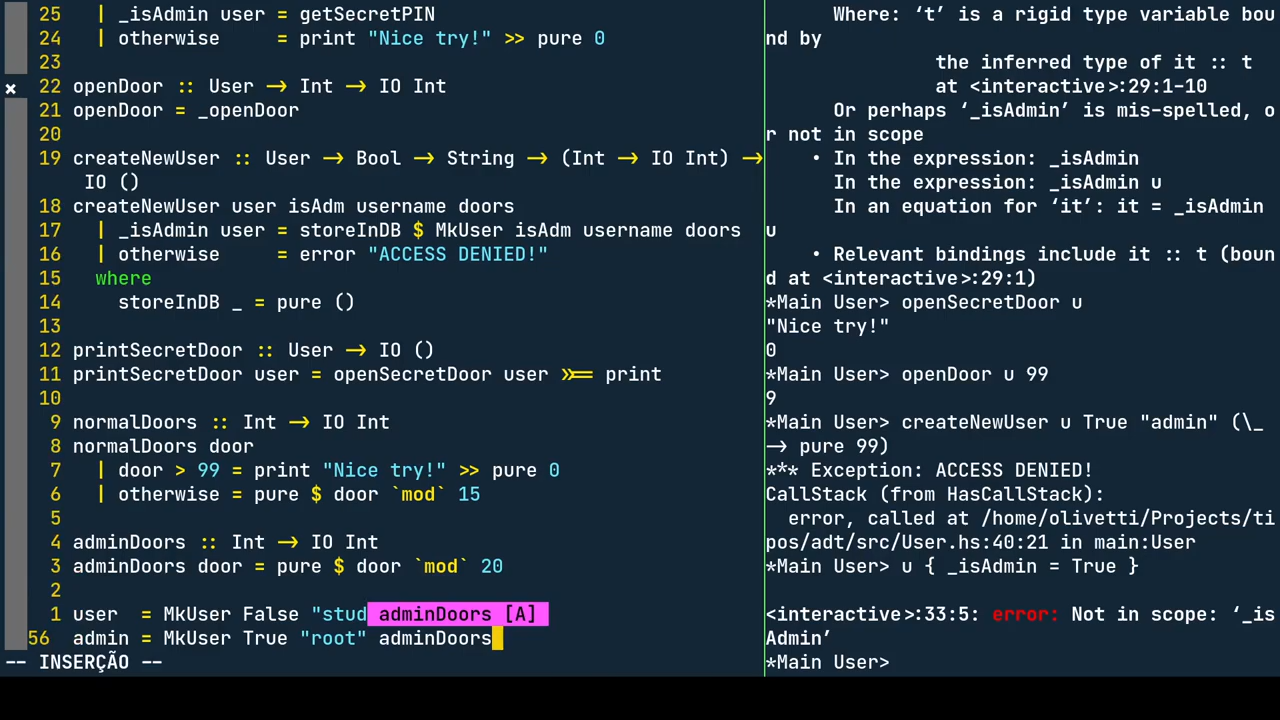 25   | _isAdmin user = getSecretPIN
24   | otherwise     = print "Nice try!" >> pure 0
23
22 openDoor :: User -> Int -> IO Int
21 openDoor = _openDoor
20
19 createNewUser :: User -> Bool -> String -> (Int -> IO Int) ->
 IO ()
18 createNewUser user isAdm username doors
17   | _isAdmin user = storeInDB $ MkUser isAdm username doors
16   | otherwise     = error "ACCESS DENIED!"
15   where
14     storeInDB _ = pure ()
13
12 printSecretDoor :: User -> IO ()
11 printSecretDoor user = openSecretDoor user >>= print
10
9 normalDoors :: Int -> IO Int
8 normalDoors door
7   | door > 99 = print "Nice try!" >> pure 0
6   | otherwise = pure $ door `mod` 15
5
4 adminDoors :: Int -> IO Int
3 adminDoors door = pure $ door `mod` 20
2
1 user  = MkUser False "stud adminDoors [A]
56 admin = MkUser True "root" adminDoors
-- INSERÇÃO --
Where: ‘t’ is a rigid type variable bou
nd by
the inferred type of it :: t
at <interactive>:29:1-10
Or perhaps ‘_isAdmin’ is mis-spelled, o
r not in scope
• In the expression: _isAdmin
In the expression: _isAdmin u
In an equation for ‘it’: it = _isAdmin
u
• Relevant bindings include it :: t (boun
d at <interactive>:29:1)
*Main User> openSecretDoor u
"Nice try!"
0
*Main User> openDoor u 99
9
*Main User> createNewUser u True "admin" (\_
-> pure 99)
*** Exception: ACCESS DENIED!
CallStack (from HasCallStack):
  error, called at /home/olivetti/Projects/ti
pos/adt/src/User.hs:40:21 in main:User
*Main User> u { _isAdmin = True }
<interactive>:33:5: error: Not in scope: ‘_is
Admin’
*Main User>